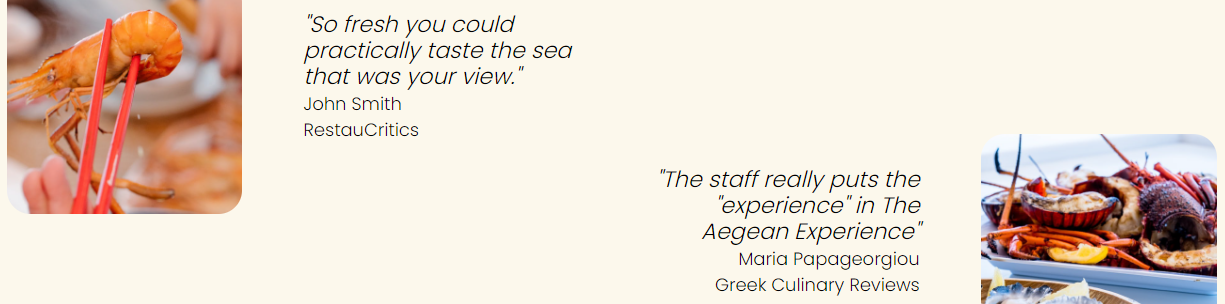 "So fresh you could
practically taste the sea
that was your view."
John Smith
RestauCritics
"The staff really puts the
"experience" in The
Aegean Experience"
Maria Papageorgiou
Greek Culinary Reviews